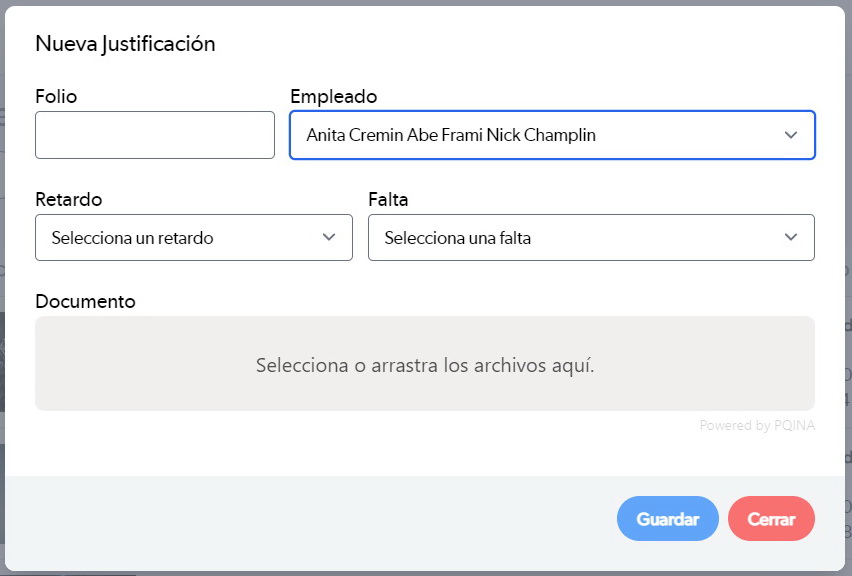 Nueva Justificación
Folio Empleado
Anita Cremin Abe Frami Nick Champlin
Retardo Falta
Selecciona un retardo Selecciona una falta
Documento
Selecciona o arrastra los archivos aquí.
Powered by PQINA
Guardar Cerrar